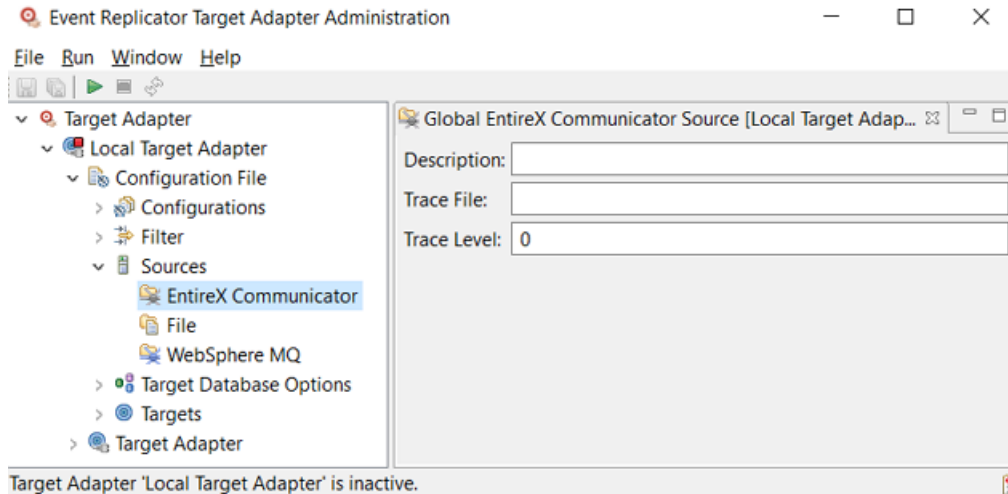 Event Replicator Target Adapter Administration
File Run Window Help
Target Adapter
Local Target Adapter
Configuration File
Configurations
Filter
Sources
EntireX Communicator
File
WebSphere MQ
Target Database Options
Targets
Target Adapter
Global EntireX Communicator Source [Local Target Adap...
Description:
Trace File:
Trace Level: 0
Target Adapter 'Local Target Adapter' is inactive.